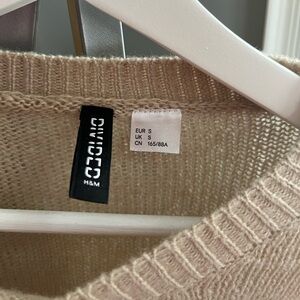 DIVIDED
H&M
EUR S
UK S
CN 165/88A